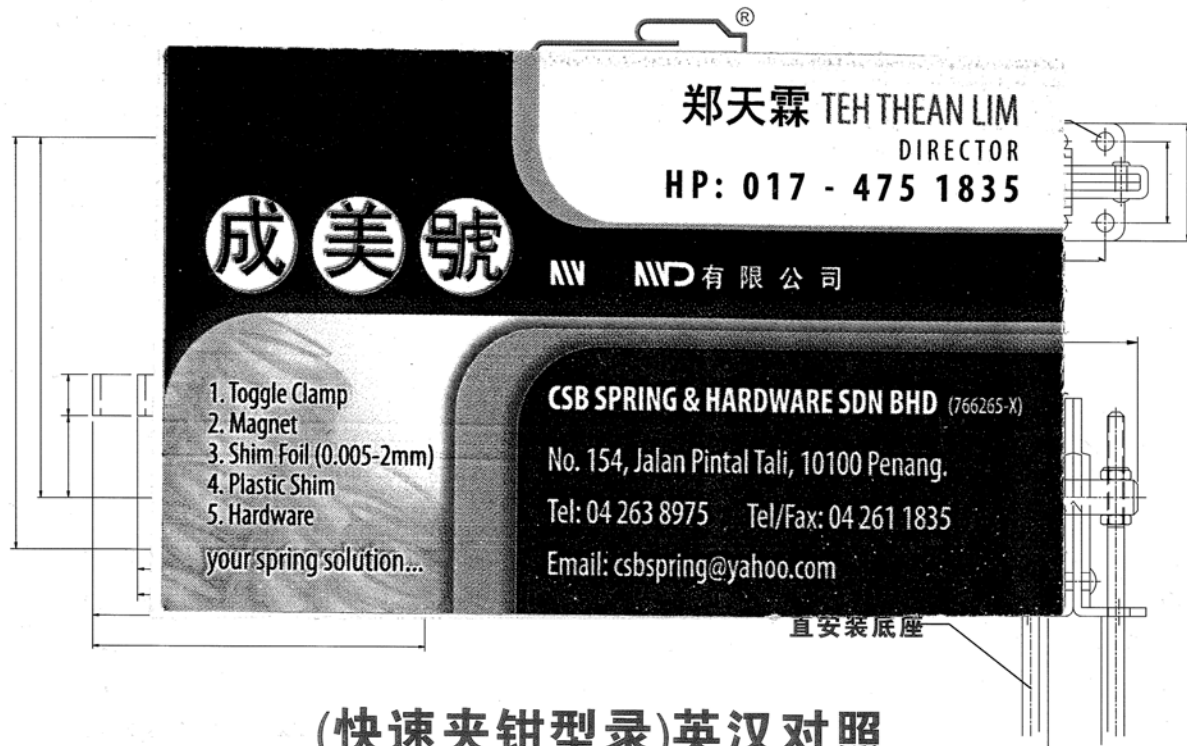 ®
郑天霖 TEH THEAN LIM
DIRECTOR
HP: 017 - 475 1835
成美號
有限公司
1. Toggle Clamp
2. Magnet
3. Shim Foil (0.005-2mm)
4. Plastic Shim
5. Hardware
your spring solution...
CSB SPRING & HARDWARE SDN BHD (766265-X)
No. 154, Jalan Pintal Tali, 10100 Penang.
Tel: 04 263 8975 Tel/Fax: 04 261 1835
Email: csbspring@yahoo.com
直安装底座
(快速夹钳型录)英汉对照